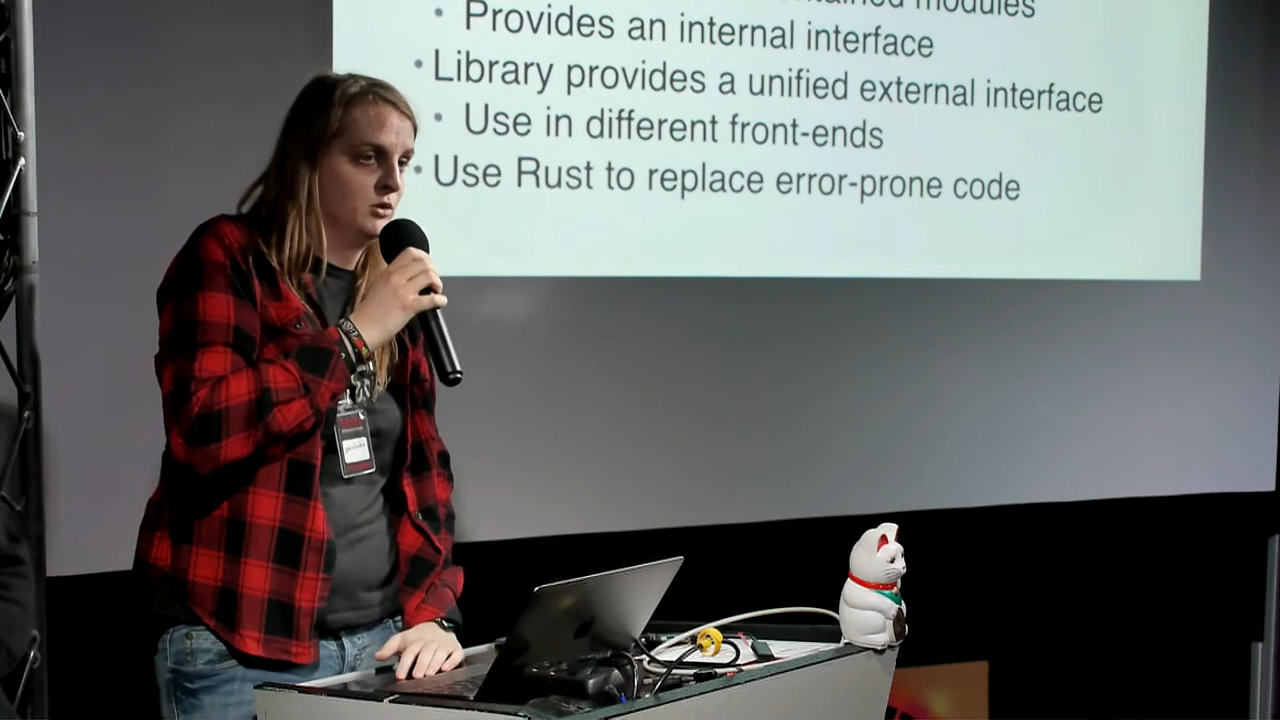 modules
• Provides an internal interface
• Library provides a unified external interface
• Use in different front-ends
• Use Rust to replace error-prone code